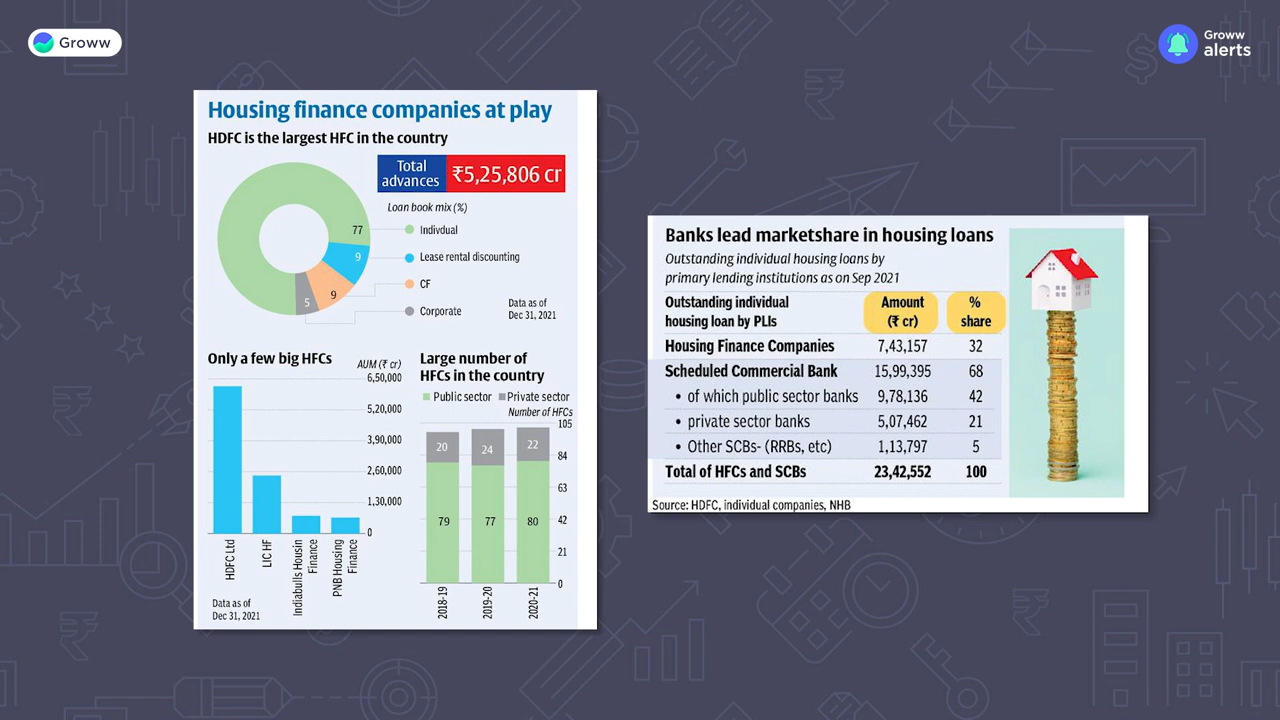 Groww
Groww
alerts
Housing finance companies at play
HDFC is the largest HFC in the country
Total
advances
₹5,25,806 cr
Loan book mix (%)
77
Indivdual
9
Lease rental discounting
9
CF
5
Corporate
Data as of
Dec 31, 2021
Only a few big HFCs
AUM (₹ cr)
6,50,000
5,20,000
3,90,000
2,60,000
1,30,000
0
HDFC Ltd
LIC HF
Indiabulls Housin
Finance
PNB Housing
Finance
Data as of
Dec 31, 2021
Large number of
HFCs in the country
Public sector
Private sector
Number of HFCs
105
84
63
42
21
0
20
24
22
79
77
80
2018-19
2019-20
2020-21
Banks lead marketshare in housing loans
Outstanding individual housing loans by
primary lending institutions as on Sep 2021
Outstanding individual
housing loan by PLIs
Amount
(₹ cr)
%
share
Housing Finance Companies 7,43,157 32
Scheduled Commercial Bank 15,99,395 68
• of which public sector banks 9,78,136 42
• private sector banks 5,07,462 21
• Other SCBs- (RRBs, etc) 1,13,797 5
Total of HFCs and SCBs 23,42,552 100
Source: HDFC, individual companies, NHB